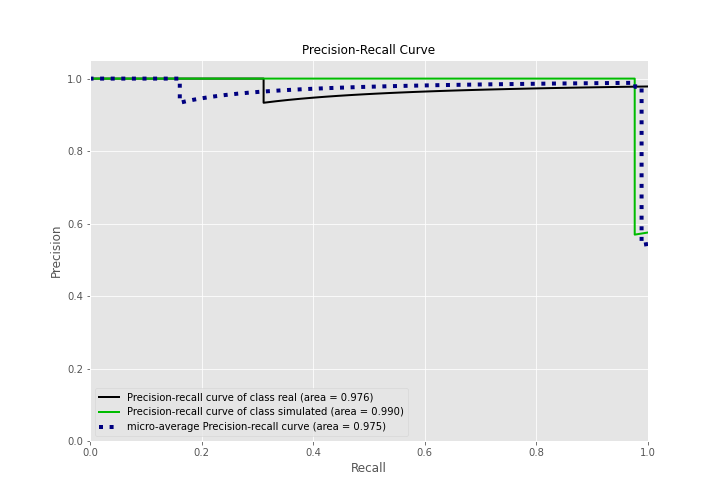 Precision-Recall Curve
1.0
0.8
0.6
0.4
0.2
0.0
Precision
Precision-recall curve of class real (area = 0.976)
Precision-recall curve of class simulated (area = 0.990)
micro-average Precision-recall curve (area = 0.975)
0.0 0.2 0.4 0.6 0.8 1.0
Recall